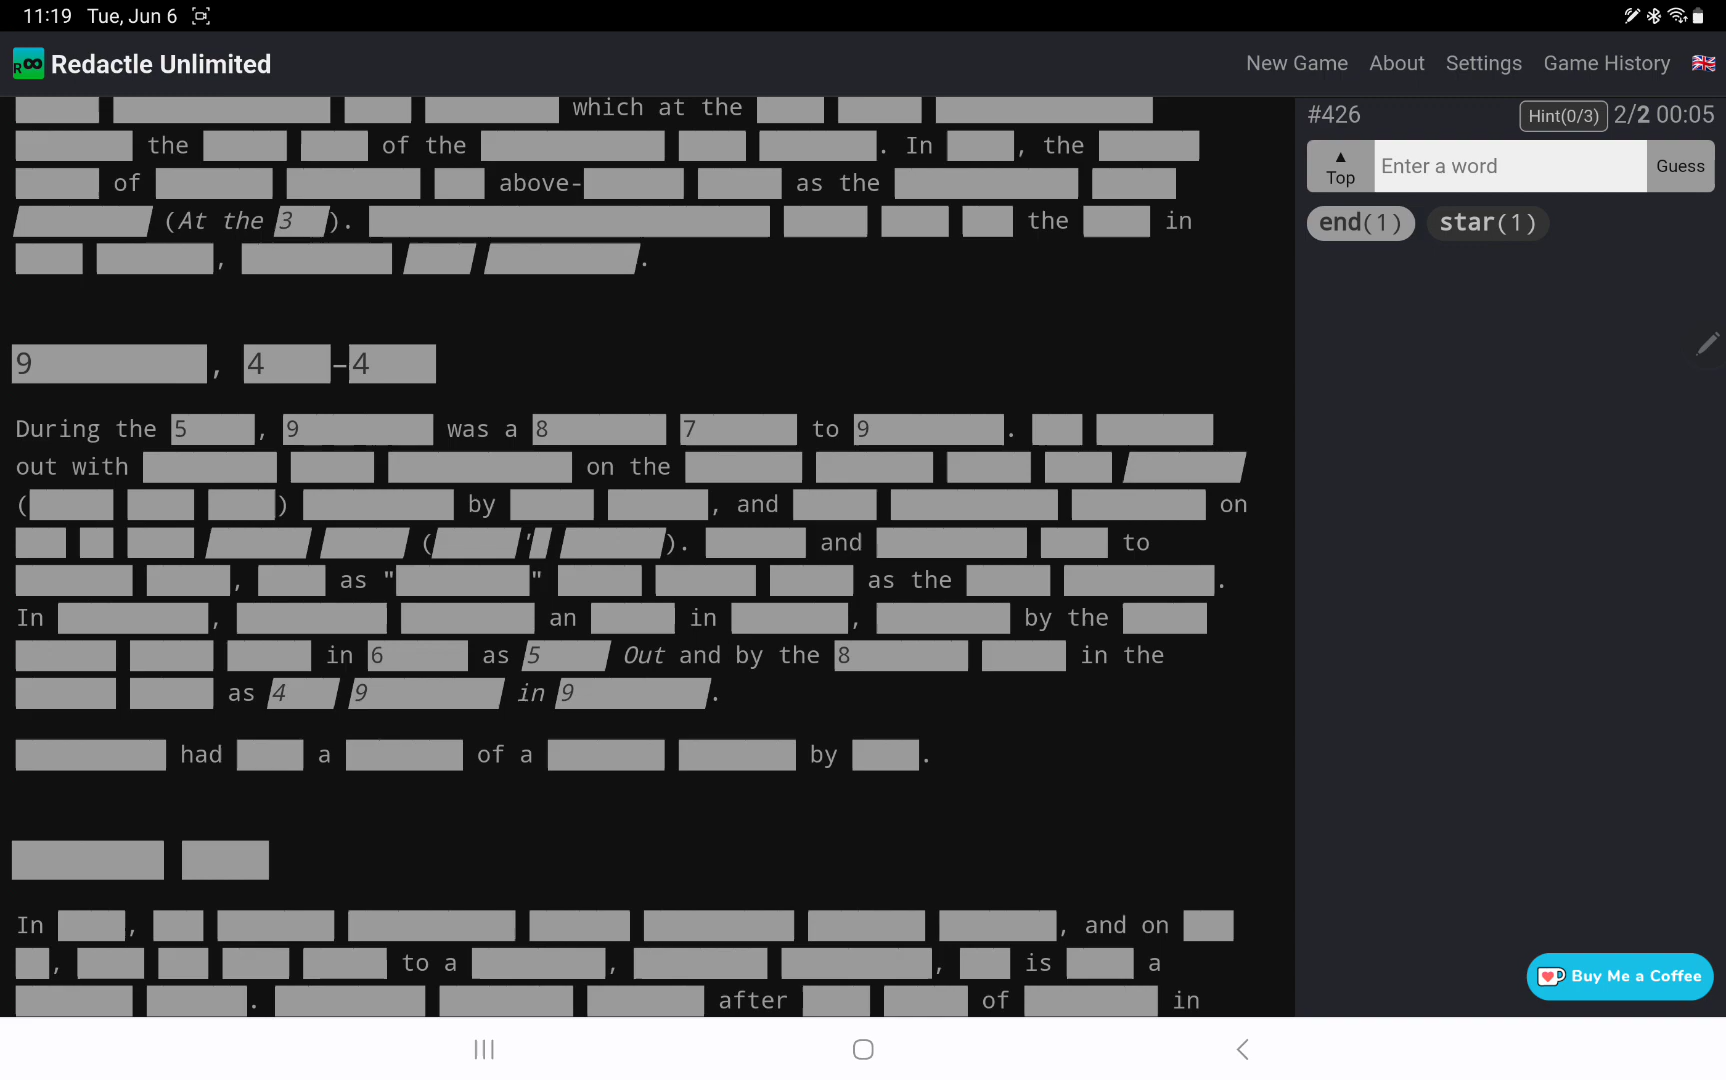 11:19 Tue, Jun 6
R∞ Redactle Unlimited
New Game About Settings Game History
which at the
the of the . In , the
of above- as the
(At the 3 ). the in
, .
9 , 4 -4
During the 5 , 9 was a 8 7 to 9 .
out with on the
( ) by , and on
( ' ). and to
, as " " as the .
In , an in , by the
in 6 as 5 Out and by the 8 in the
as 4 9 in 9 .
had a of a by .
In , , and on
, to a , , is a
. after of in
#426 Hint(0/3) 2/2 00:05
▲
Top
Enter a word
Guess
end(1) star(1)
Buy Me a Coffee